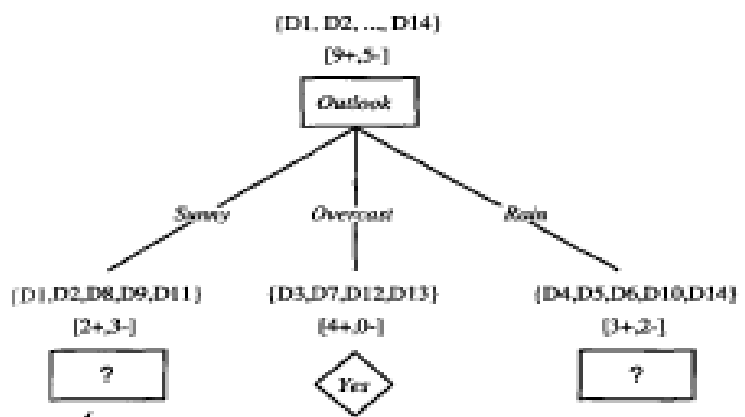 {D1, D2, ..., D14}
[9+,5-]
Outlook
Sunny Overcast Rain
{D1,D2,D8,D9,D11} {D3,D7,D12,D13} {D4,D5,D6,D10,D14}
[2+,3-] [4+,0-] [3+,2-]
? Yes ?